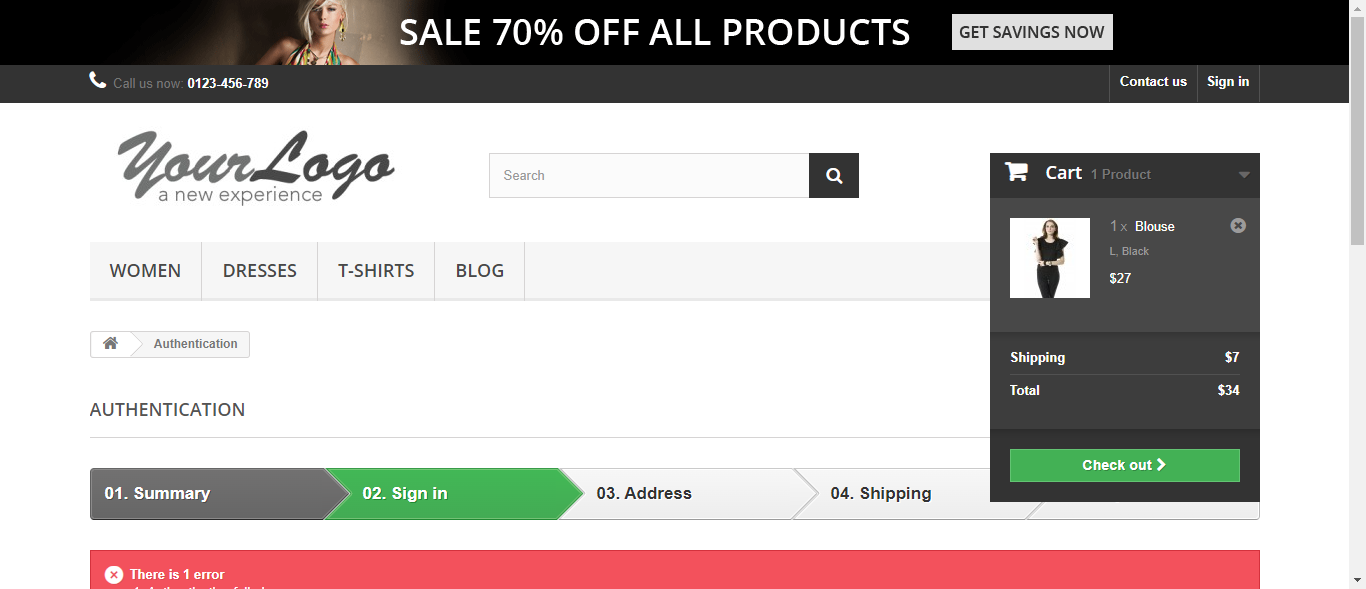 SALE 70% OFF ALL PRODUCTS
GET SAVINGS NOW
Call us now: 0123-456-789
Contact us
Sign in
YourLogo
a new experience
Search
Cart 1 Product
1 x Blouse
L, Black
$27
WOMEN
DRESSES
T-SHIRTS
BLOG
Authentication
Shipping $7
Total $34
AUTHENTICATION
Check out
01. Summary
02. Sign in
03. Address
04. Shipping
There is 1 error